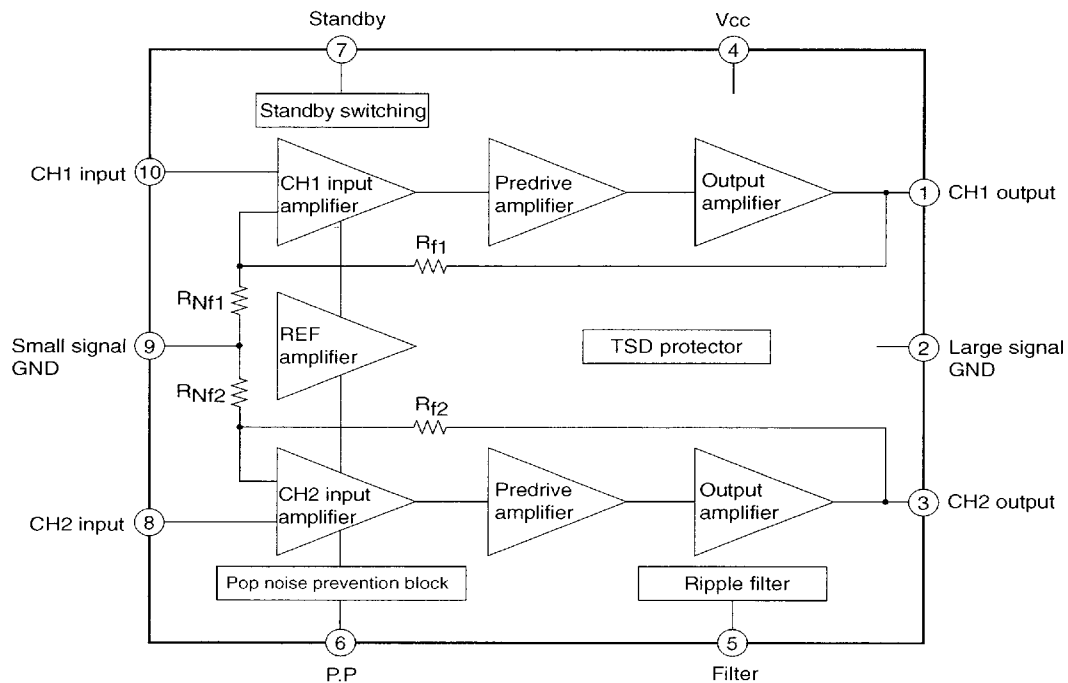 Standby
Vcc
7
4
Standby switching
CH1 input
10
CH1 input
amplifier
Predrive
amplifier
Output
amplifier
1
CH1 output
Rf1
RNf1
Small signal
GND
9
REF
amplifier
TSD protector
2
Large signal
GND
RNf2
Rf2
CH2 input
amplifier
Predrive
amplifier
Output
amplifier
3
CH2 output
CH2 input
8
Pop noise prevention block
Ripple filter
6
5
P.P
Filter